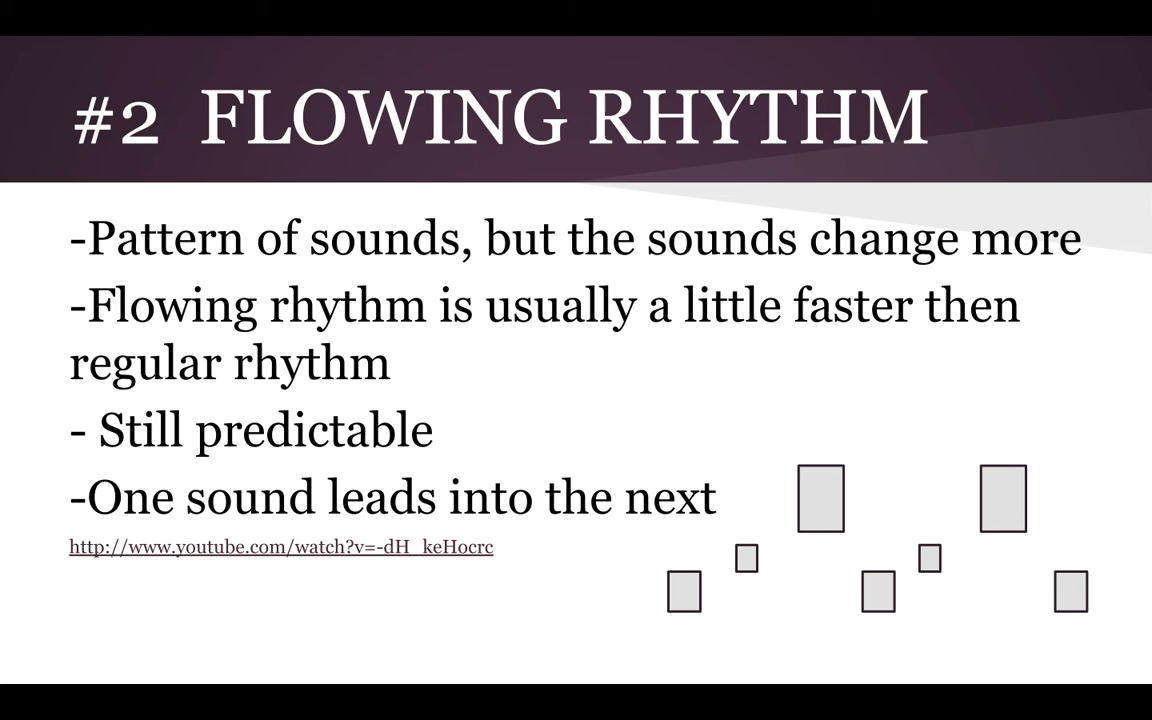 #2 FLOWING RHYTHM
-Pattern of sounds, but the sounds change more
-Flowing rhythm is usually a little faster then
regular rhythm
- Still predictable
-One sound leads into the next
http://www.youtube.com/watch?v=-dH_keHocrc